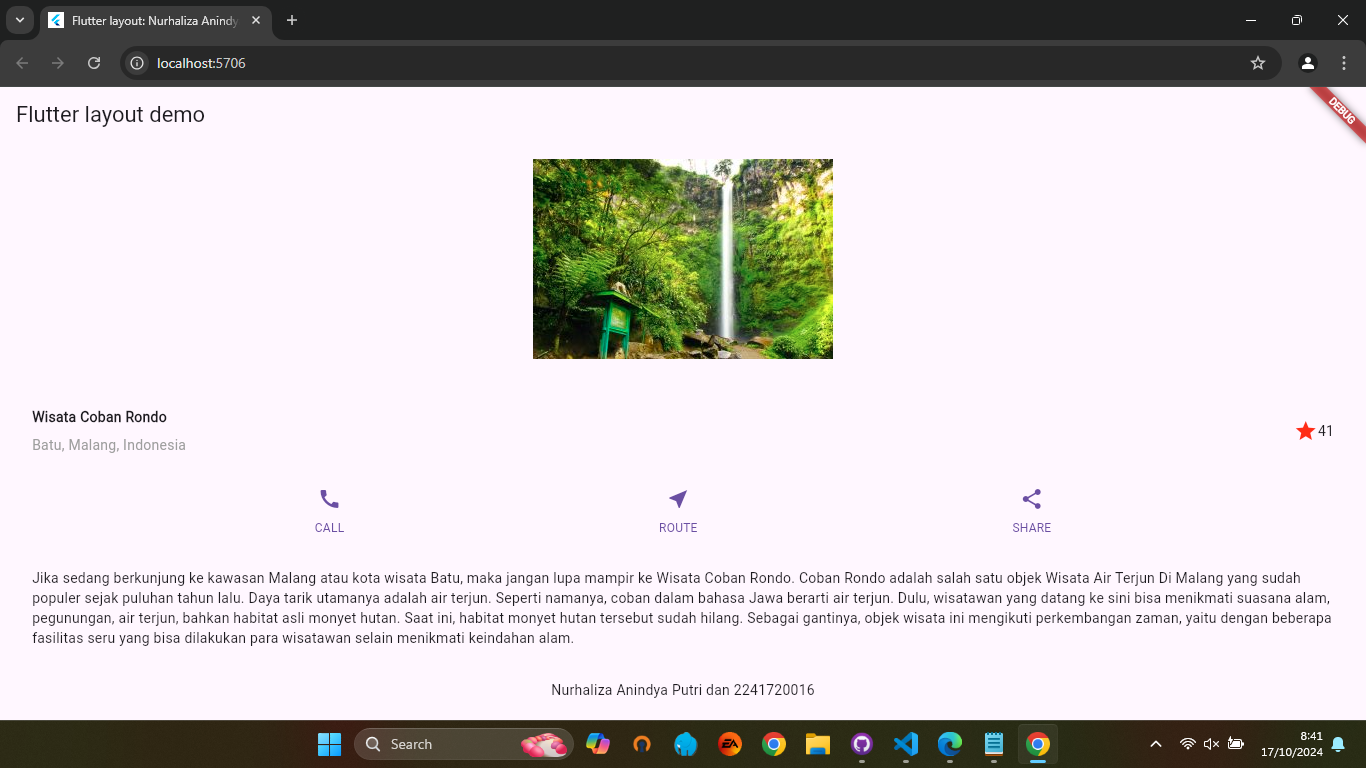 Flutter layout: Nurhaliza Anindy
localhost:5706
Flutter layout demo
DEBUG
Wisata Coban Rondo
Batu, Malang, Indonesia
41
CALL
ROUTE
SHARE
Jika sedang berkunjung ke kawasan Malang atau kota wisata Batu, maka jangan lupa mampir ke Wisata Coban Rondo. Coban Rondo adalah salah satu objek Wisata Air Terjun Di Malang yang sudah
populer sejak puluhan tahun lalu. Daya tarik utamanya adalah air terjun. Seperti namanya, coban dalam bahasa Jawa berarti air terjun. Dulu, wisatawan yang datang ke sini bisa menikmati suasana alam,
pegunungan, air terjun, bahkan habitat asli monyet hutan. Saat ini, habitat monyet hutan tersebut sudah hilang. Sebagai gantinya, objek wisata ini mengikuti perkembangan zaman, yaitu dengan beberapa
fasilitas seru yang bisa dilakukan para wisatawan selain menikmati keindahan alam.
Nurhaliza Anindya Putri dan 2241720016
Search
EA
8:41
17/10/2024